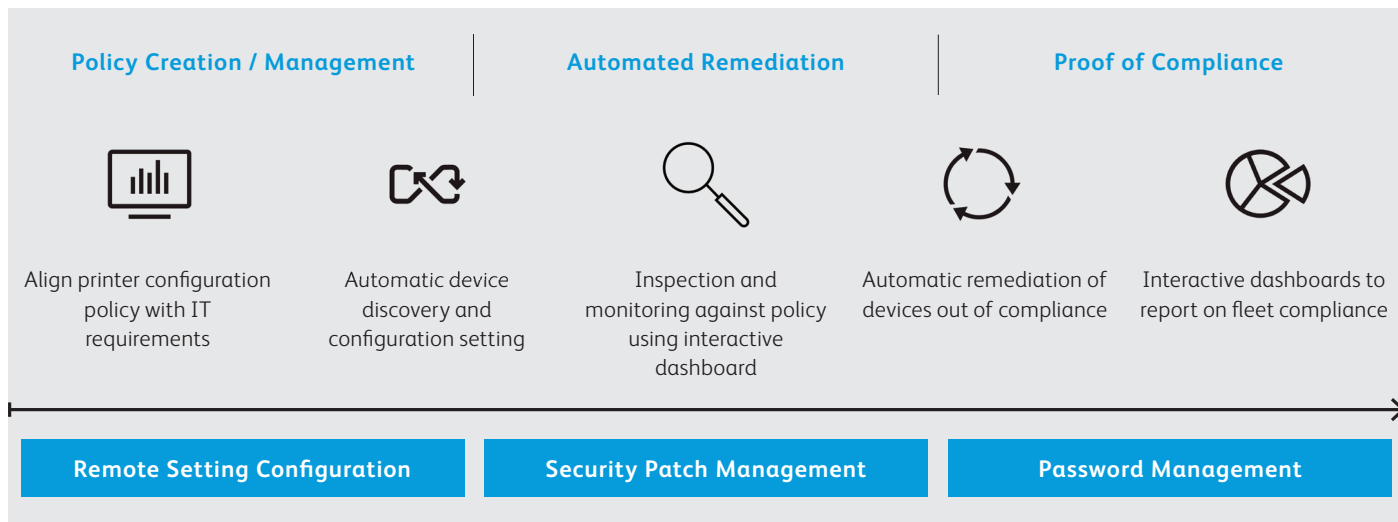 Policy Creation / Management
Automated Remediation
Proof of Compliance
Align printer configuration
policy with IT
requirements
Automatic device
discovery and
configuration setting
Inspection and
monitoring against policy
using interactive
dashboard
Automatic remediation of
devices out of compliance
Interactive dashboards to
report on fleet compliance
Remote Setting Configuration
Security Patch Management
Password Management